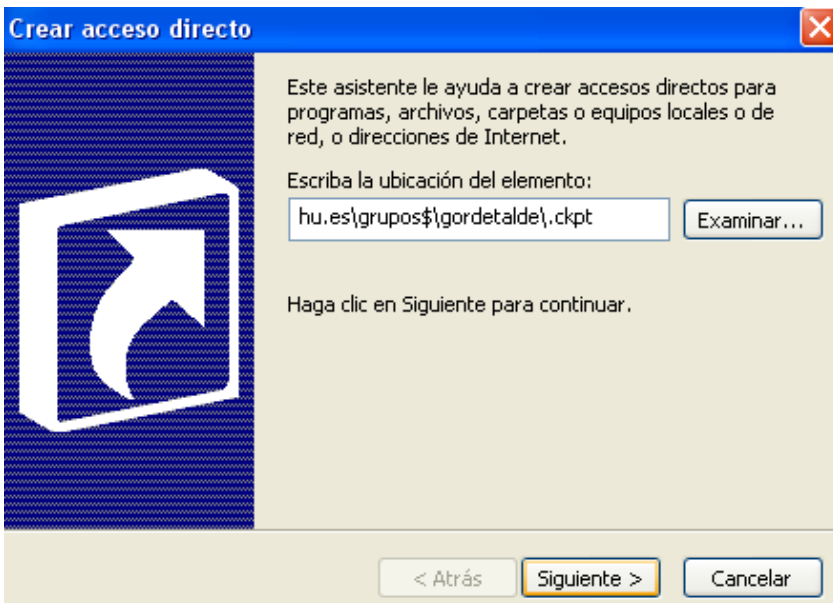 Crear acceso directo
Este asistente le ayuda a crear accesos directos para
programas, archivos, carpetas o equipos locales o de
red, o direcciones de Internet.
Escriba la ubicación del elemento:
hu.es\grupos$\gordetalde\.ckpt
Examinar...
Haga clic en Siguiente para continuar.
< Atrás
Siguiente >
Cancelar